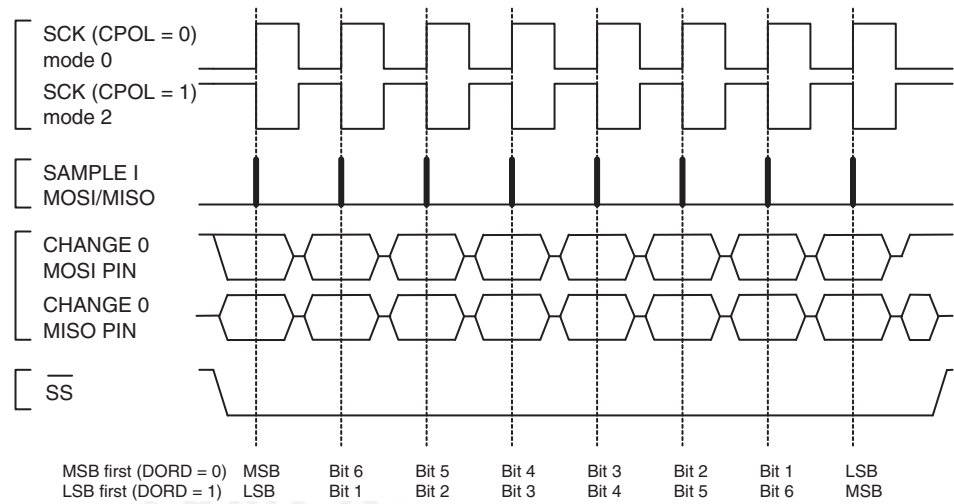 SCK (CPOL = 0)
mode 0
SCK (CPOL = 1)
mode 2
SAMPLE I
MOSI/MISO
CHANGE 0
MOSI PIN
CHANGE 0
MISO PIN
SS
MSB first (DORD = 0) MSB Bit 6 Bit 5 Bit 4 Bit 3 Bit 2 Bit 1 LSB
LSB first (DORD = 1) LSB Bit 1 Bit 2 Bit 3 Bit 4 Bit 5 Bit 6 MSB